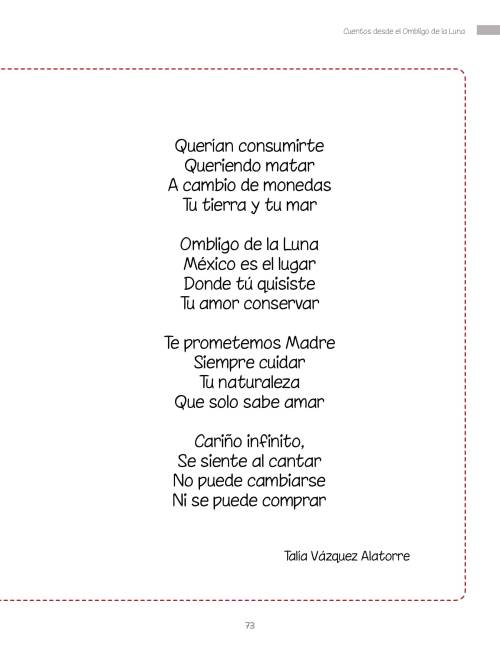 Cuentos desde el Ombligo de la Luna
Querían consumirte
Queriendo matar
A cambio de monedas
Tu tierra y tu mar
Ombligo de la Luna
México es el lugar
Donde tú quisiste
Tu amor conservar
Te prometemos Madre
Siempre cuidar
Tu naturaleza
Que solo sabe amar
Cariño infinito,
Se siente al cantar
No puede cambiarse
Ni se puede comprar
Talía Vázquez Alatorre
73